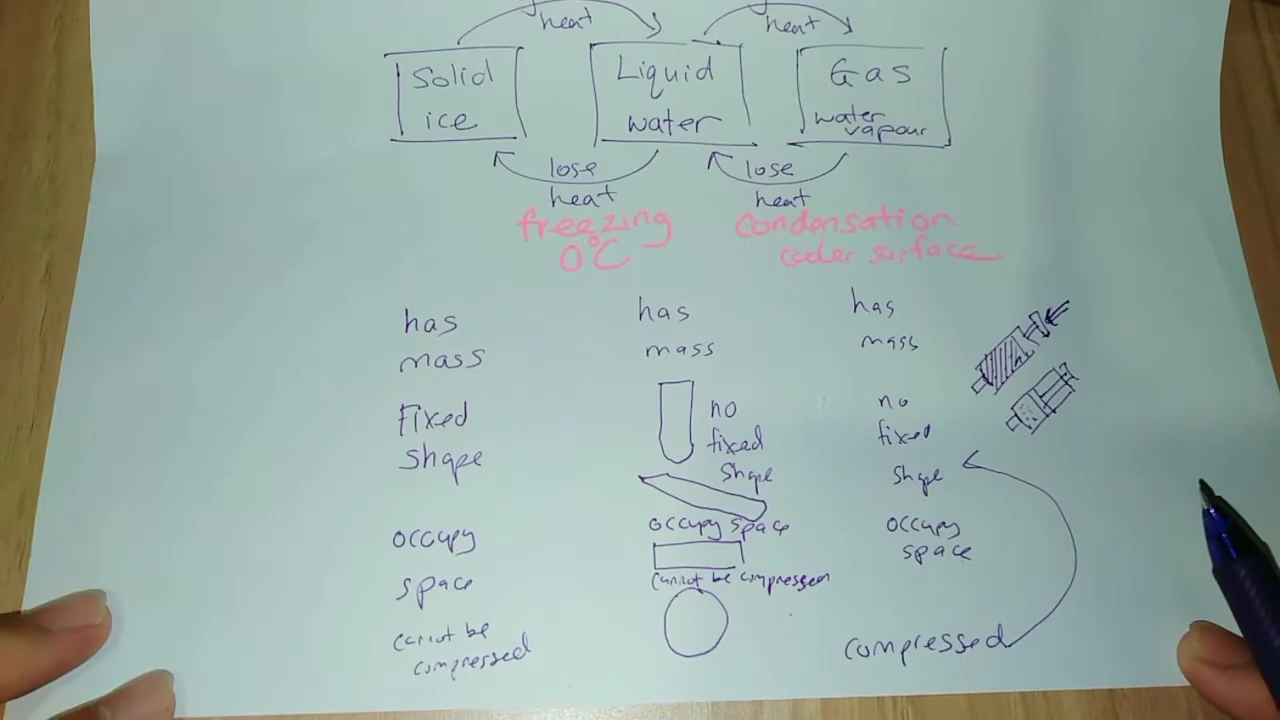 heat
heat
Solid
ice
Liquid
water
Gas
water
vapour
lose
heat
lose
heat
freezing
0°C
Condensation
cooler surface
has
mass
Fixed
Shape
occupy
space
cannot be
compressed
has
mass
no
fixed
Shape
occupy space
cannot be compressed
has
mass
no
fixed
Shape
occupy
space
compressed